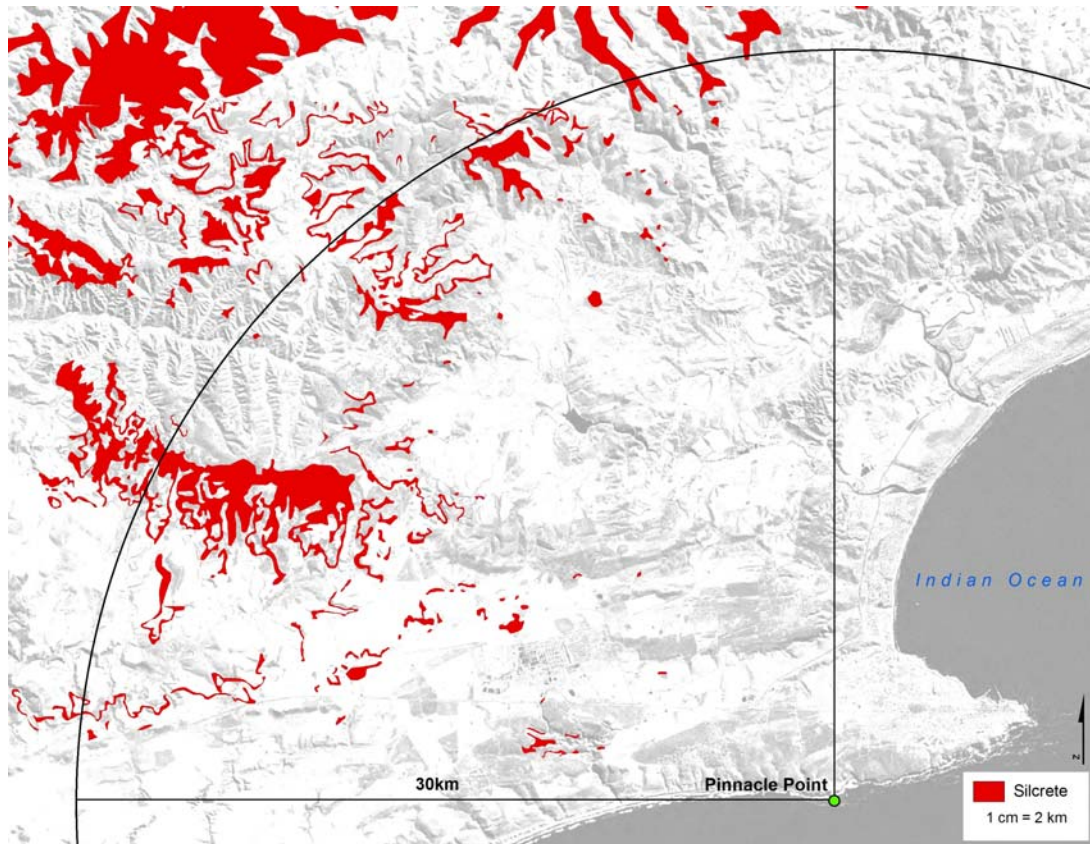 Indian Ocean
30km
Pinnacle Point
N
Silcrete
1 cm = 2 km